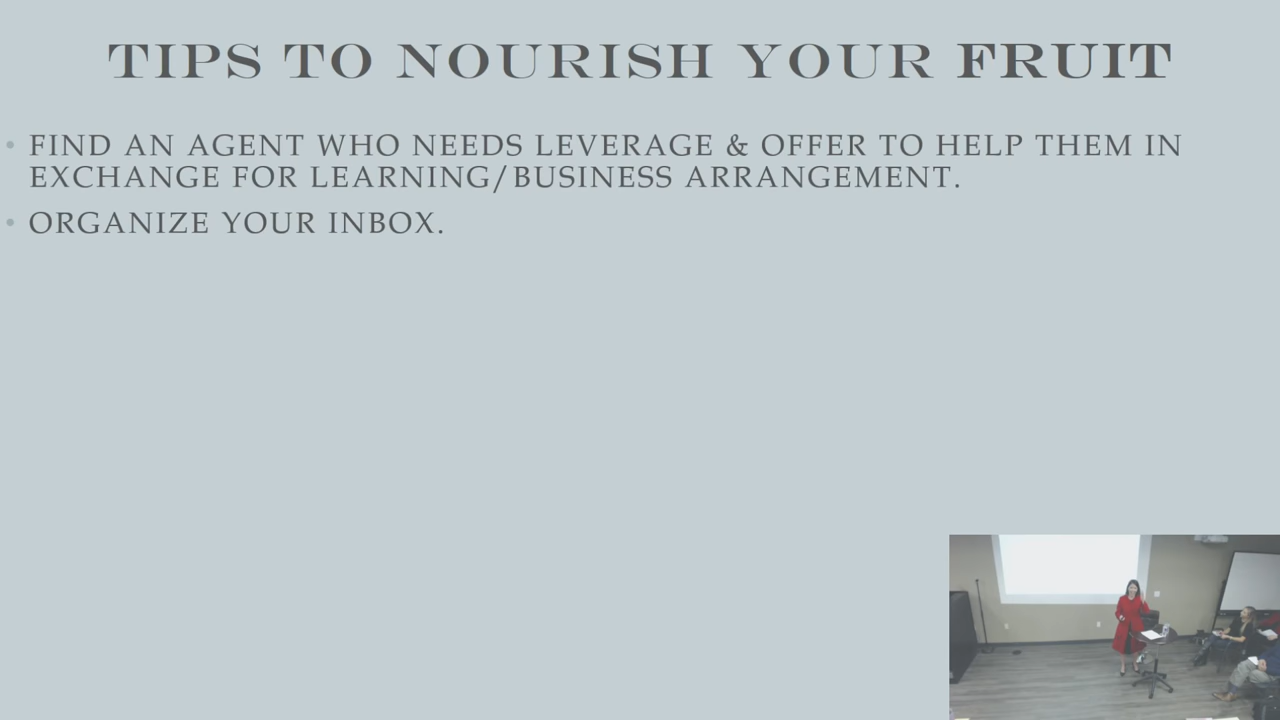 TIPS TO NOURISH YOUR FRUIT
• FIND AN AGENT WHO NEEDS LEVERAGE & OFFER TO HELP THEM IN
EXCHANGE FOR LEARNING/BUSINESS ARRANGEMENT.
• ORGANIZE YOUR INBOX.